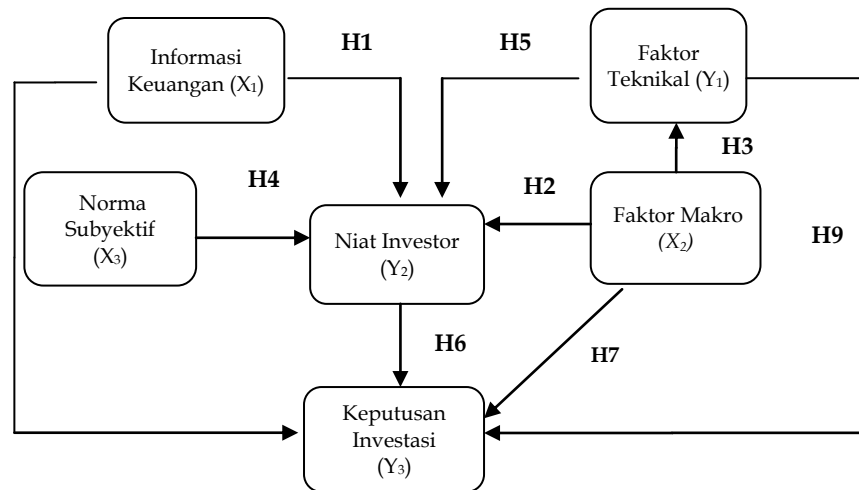 Informasi
Keuangan (X₁)
H1
H5
Faktor
Teknikal (Y₁)
H3
Norma
Subyektif
(X₃)
H4
Niat Investor
(Y₂)
H2
Faktor Makro
(X₂)
H9
H6
H7
Keputusan
Investasi
(Y₃)